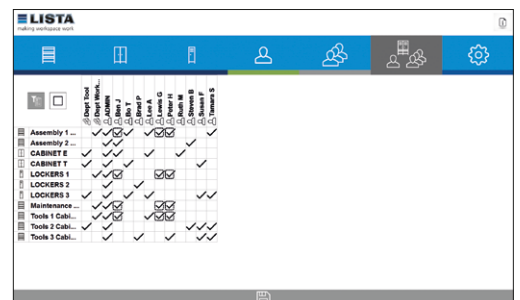 LISTA
making workspace work
Dept Tool
Dept Work...
ADMIN
Ben J
Bo T
Brad P
Lee A
Lewis G
Peter H
Ruth M
Steven B
Susan F
Tamara S
Assembly 1 ...
Assembly 2 ...
CABINET E
CABINET T
LOCKERS 1
LOCKERS 2
LOCKERS 3
Maintenance ...
Tools 1 Cabi...
Tools 2 Cabi...
Tools 3 Cabi...